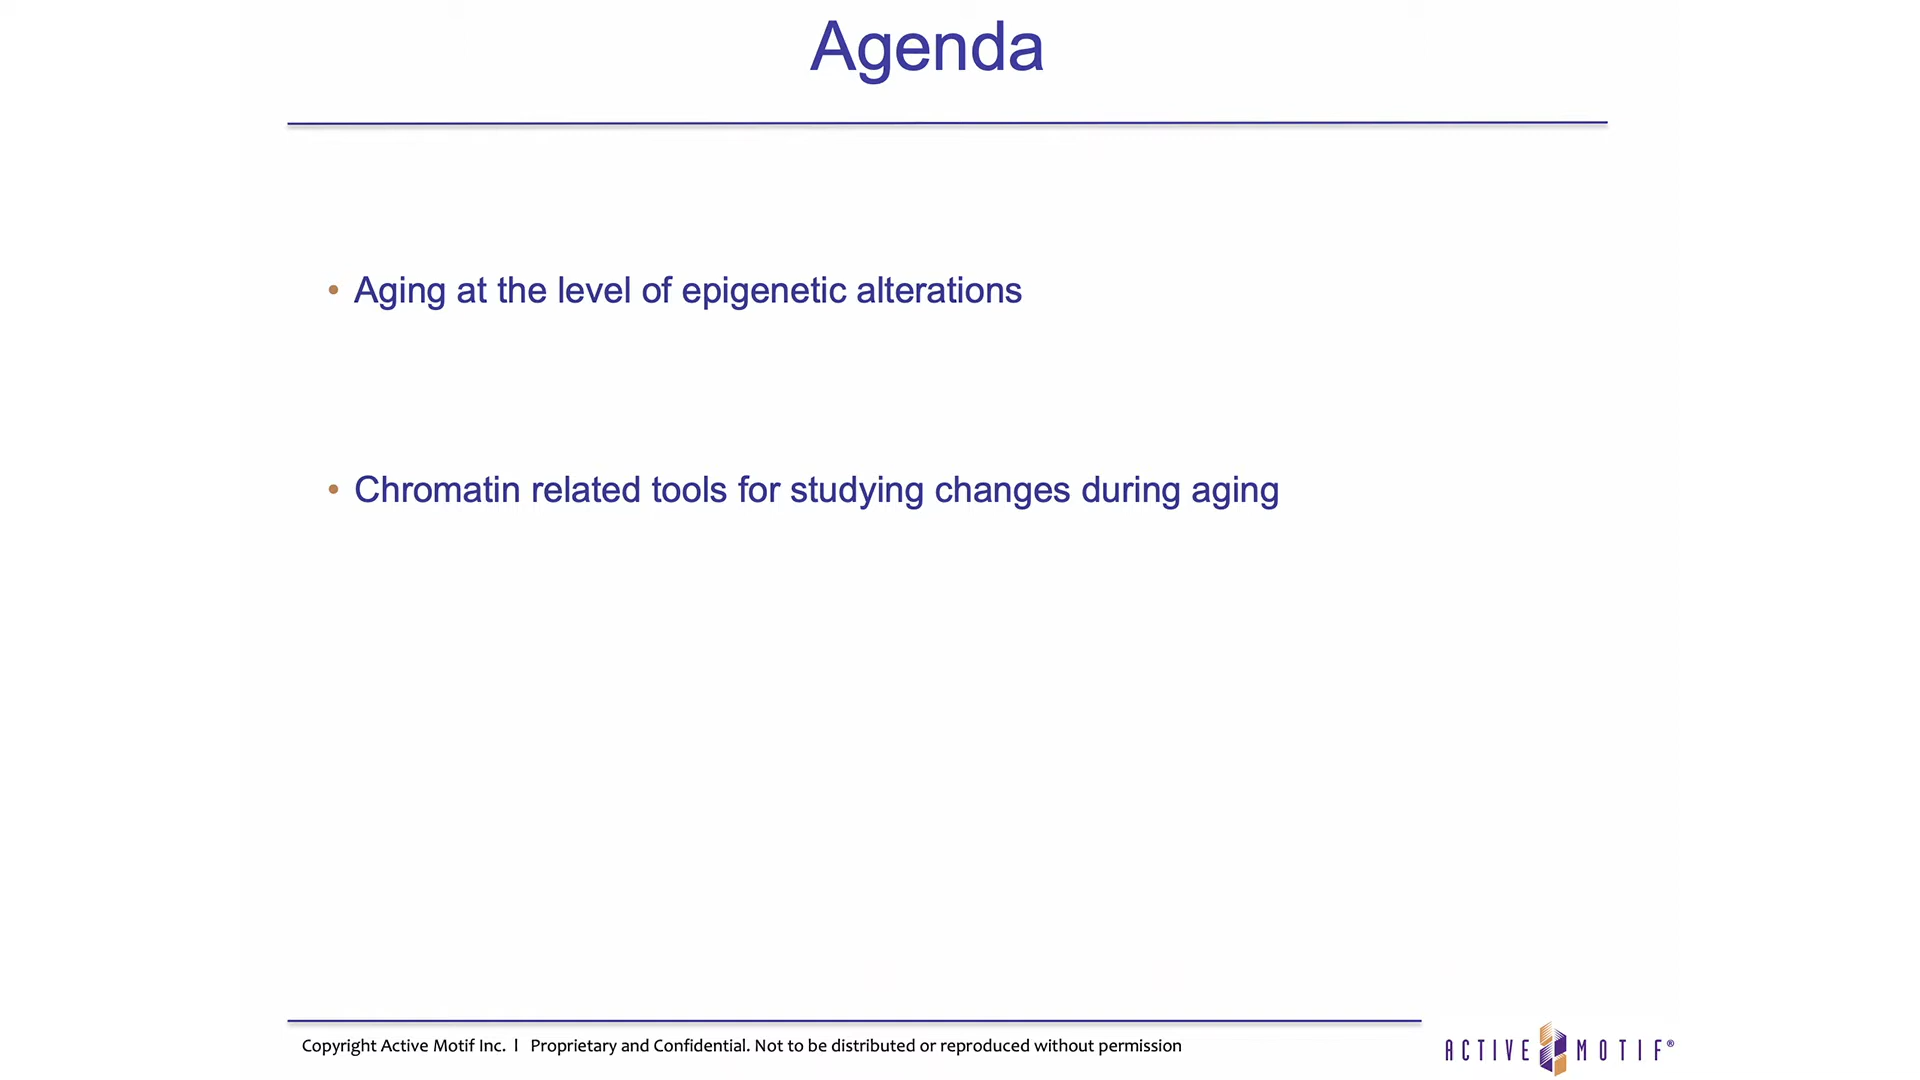 Agenda
• Aging at the level of epigenetic alterations
• Chromatin related tools for studying changes during aging
Copyright Active Motif Inc. I Proprietary and Confidential. Not to be distributed or reproduced without permission
ACTIVE MOTIF®